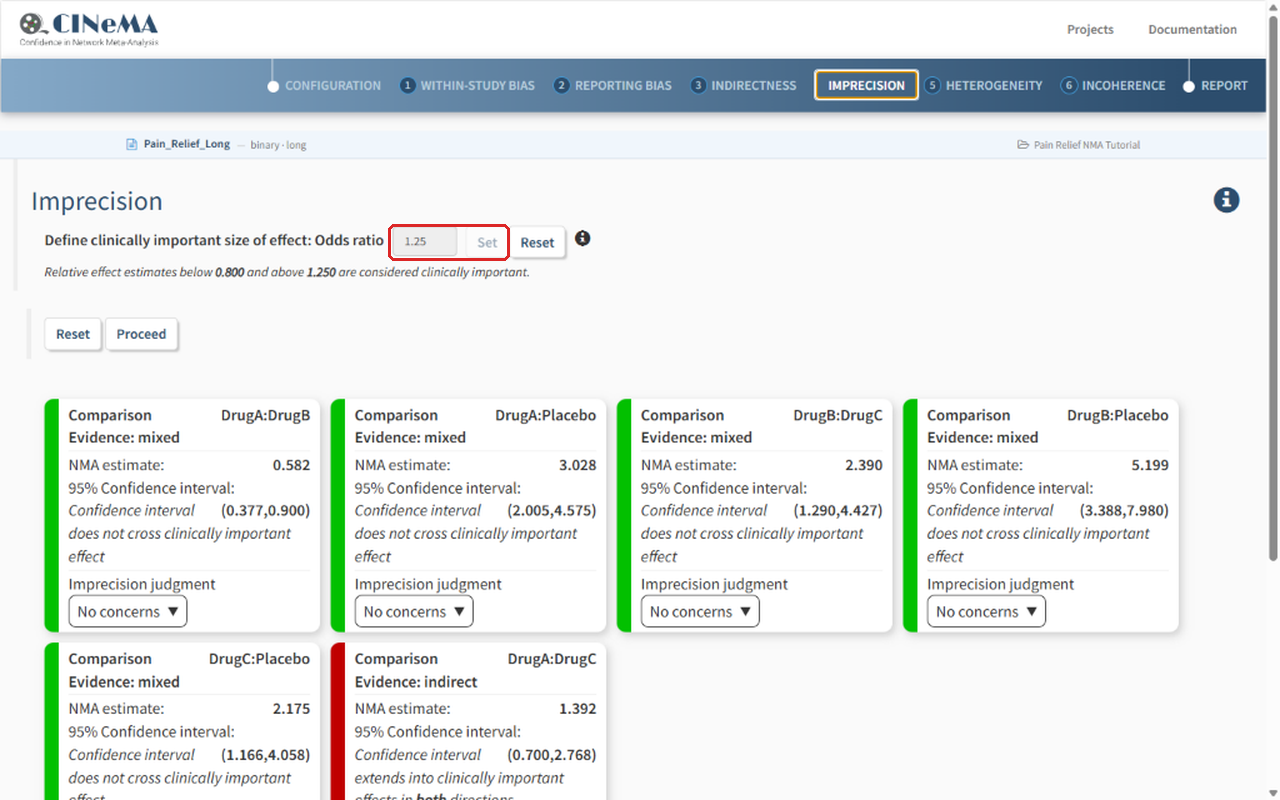 CINeMA
Confidence in Network Meta-Analysis
Projects
Documentation
CONFIGURATION
1 WITHIN-STUDY BIAS
2 REPORTING BIAS
3 INDIRECTNESS
IMPRECISION
5 HETEROGENEITY
6 INCOHERENCE
REPORT
Pain_Relief_Long — binary · long
Pain Relief NMA Tutorial
Imprecision
Define clinically important size of effect: Odds ratio 1.25 Set Reset
Relative effect estimates below 0.800 and above 1.250 are considered clinically important.
Reset Proceed
Comparison DrugA:DrugB
Evidence: mixed
NMA estimate: 0.582
95% Confidence interval:
Confidence interval (0.377,0.900)
does not cross clinically important
effect
Imprecision judgment
No concerns ▼
Comparison DrugA:Placebo
Evidence: mixed
NMA estimate: 3.028
95% Confidence interval:
Confidence interval (2.005,4.575)
does not cross clinically important
effect
Imprecision judgment
No concerns ▼
Comparison DrugB:DrugC
Evidence: mixed
NMA estimate: 2.390
95% Confidence interval:
Confidence interval (1.290,4.427)
does not cross clinically important
effect
Imprecision judgment
No concerns ▼
Comparison DrugB:Placebo
Evidence: mixed
NMA estimate: 5.199
95% Confidence interval:
Confidence interval (3.388,7.980)
does not cross clinically important
effect
Imprecision judgment
No concerns ▼
Comparison DrugC:Placebo
Evidence: mixed
NMA estimate: 2.175
95% Confidence interval:
Confidence interval (1.166,4.058)
does not cross clinically important
effect
Comparison DrugA:DrugC
Evidence: indirect
NMA estimate: 1.392
95% Confidence interval:
Confidence interval (0.700,2.768)
extends into clinically important
effects in both directions